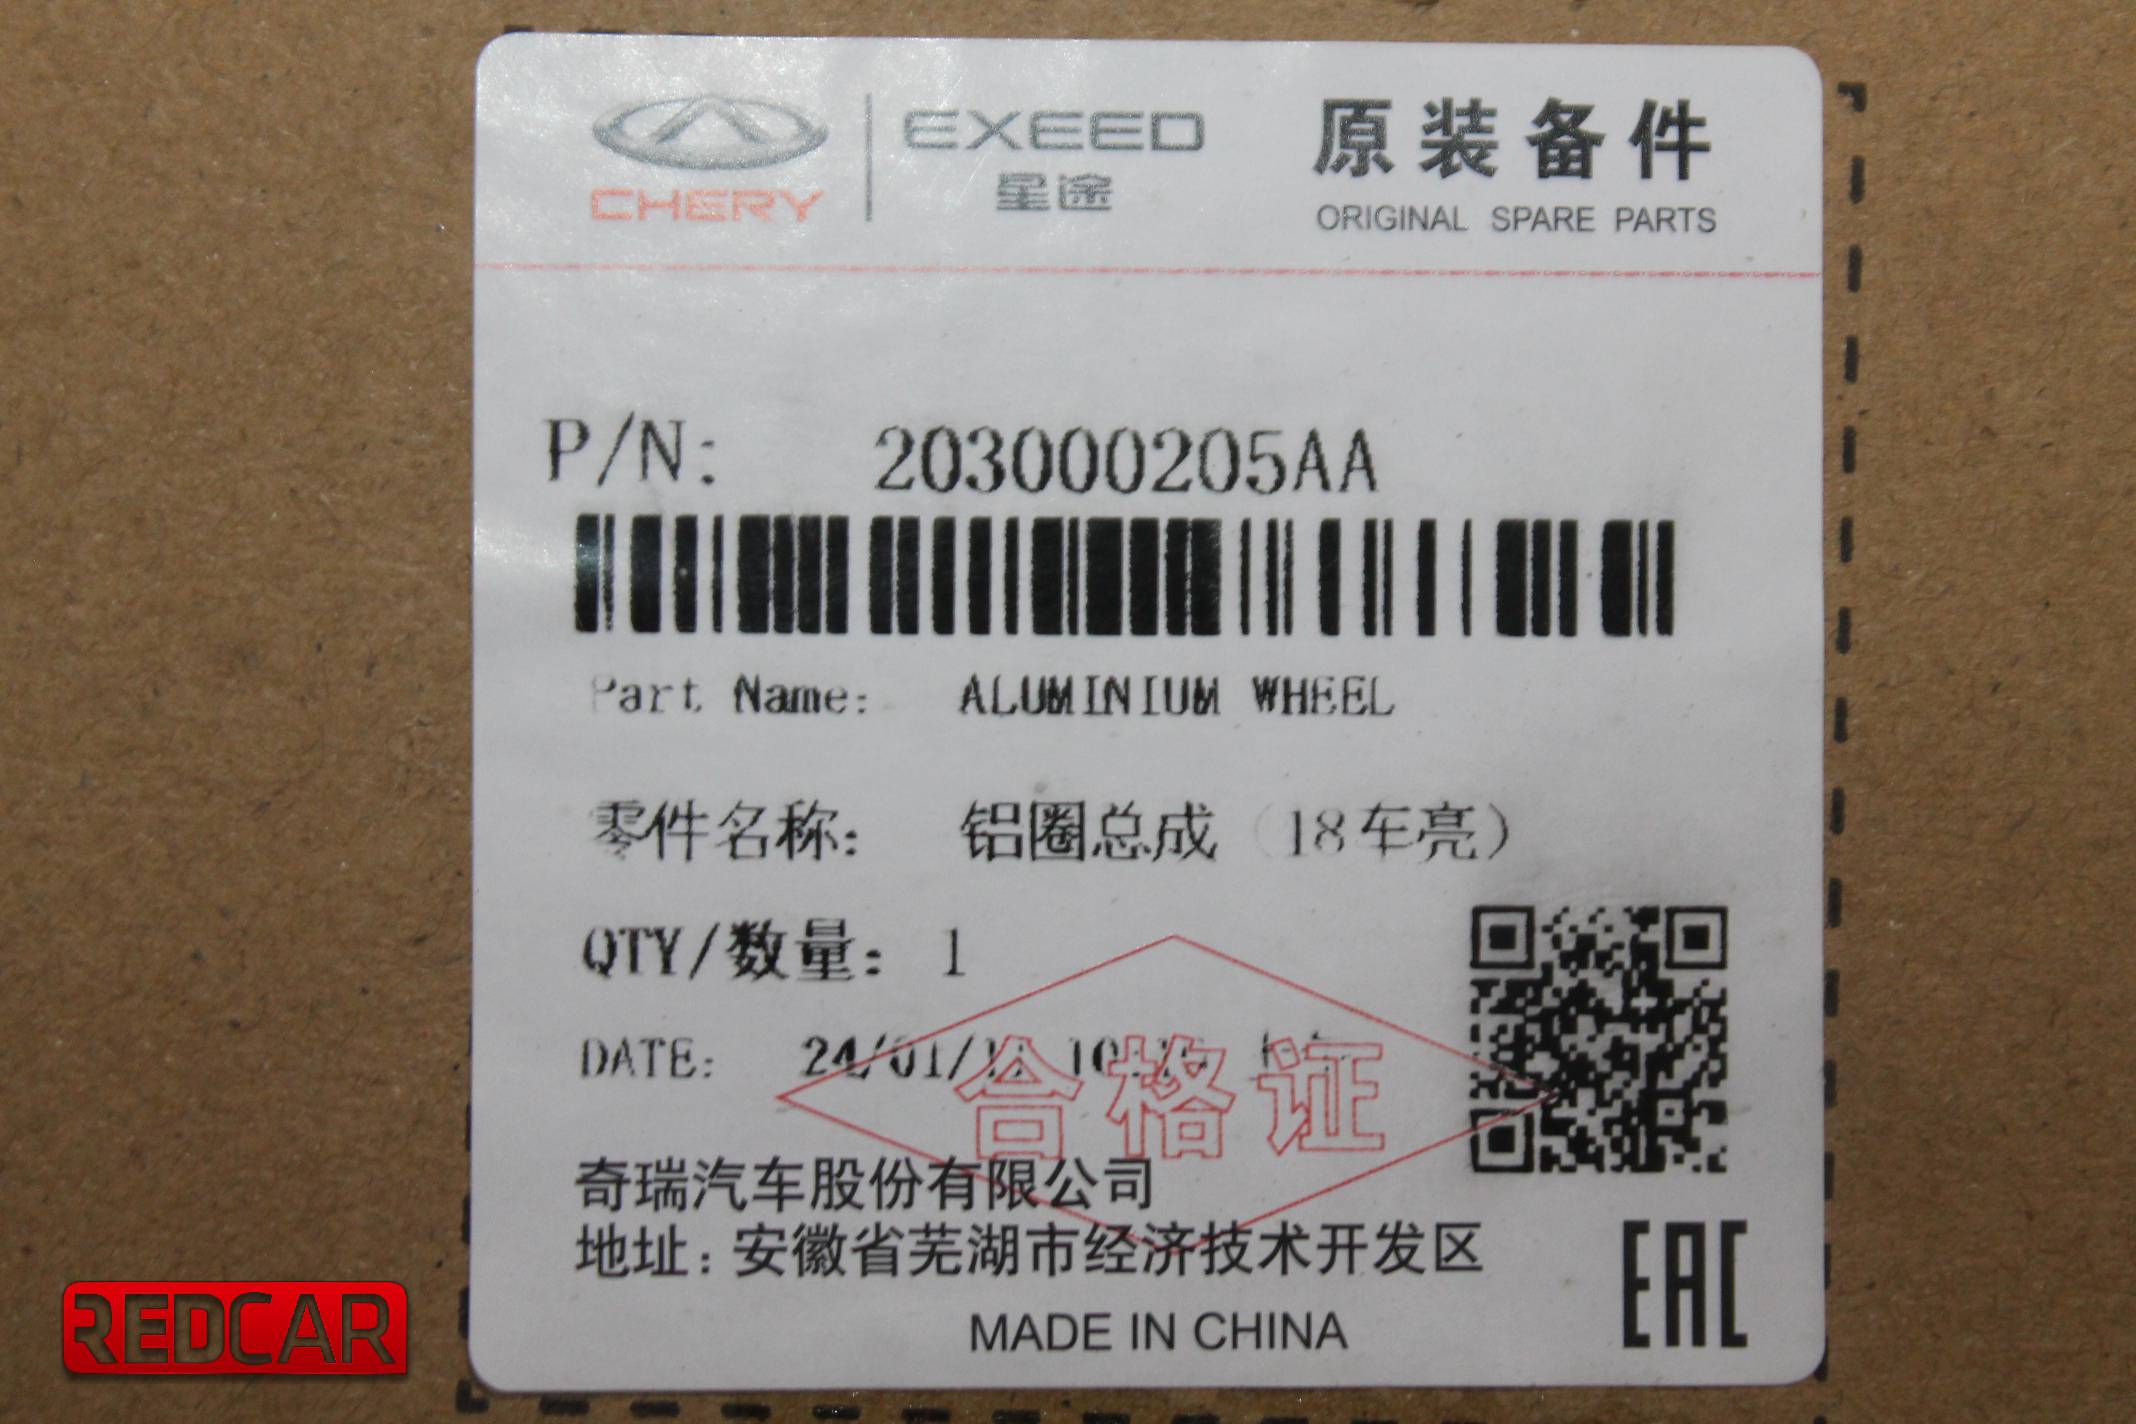 CHERY
EXEED
星途
原装备件
ORIGINAL SPARE PARTS
P/N: 203000205AA
Part Name: ALUMINIUM WHEEL
零件名称: 铝圈总成 (18车亮)
QTY/数量: 1
DATE: 24/01/
合格证
奇瑞汽车股份有限公司
地址: 安徽省芜湖市经济技术开发区
MADE IN CHINA
EAC
REDCAR